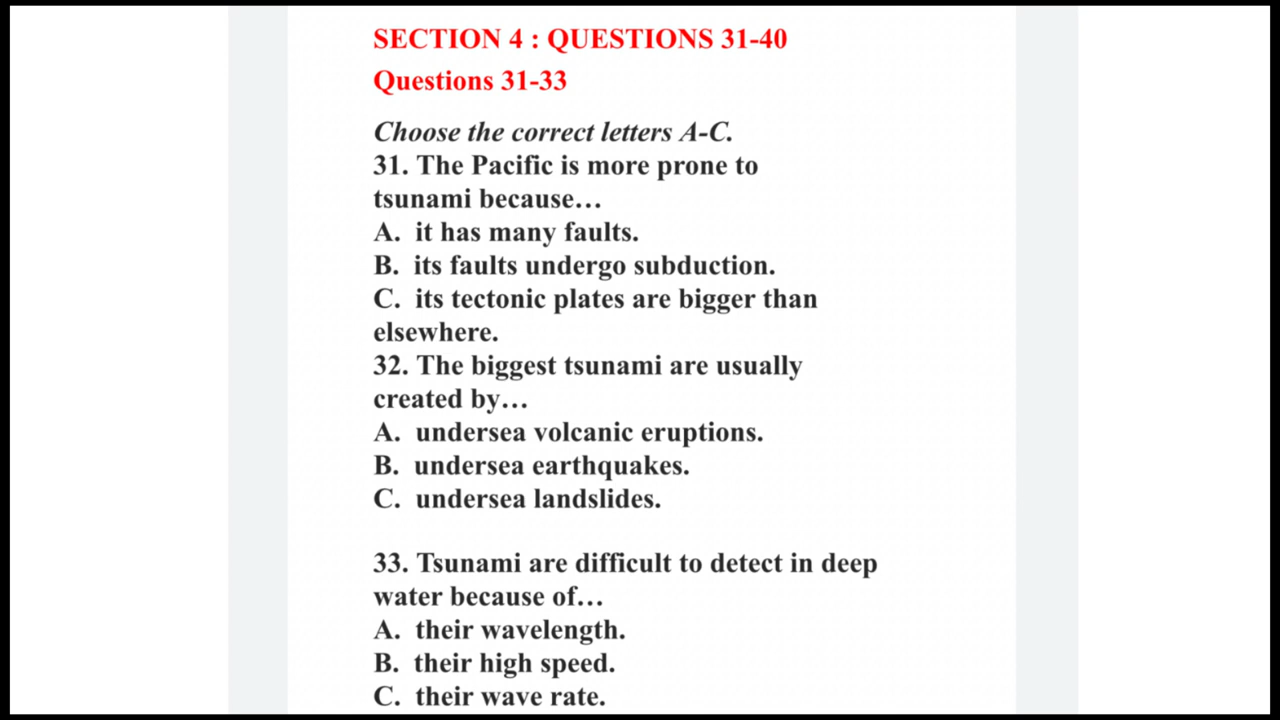 SECTION 4 : QUESTIONS 31-40
Questions 31-33
Choose the correct letters A-C.
31. The Pacific is more prone to
tsunami because…
A. it has many faults.
B. its faults undergo subduction.
C. its tectonic plates are bigger than
elsewhere.
32. The biggest tsunami are usually
created by…
A. undersea volcanic eruptions.
B. undersea earthquakes.
C. undersea landslides.
33. Tsunami are difficult to detect in deep
water because of…
A. their wavelength.
B. their high speed.
C. their wave rate.